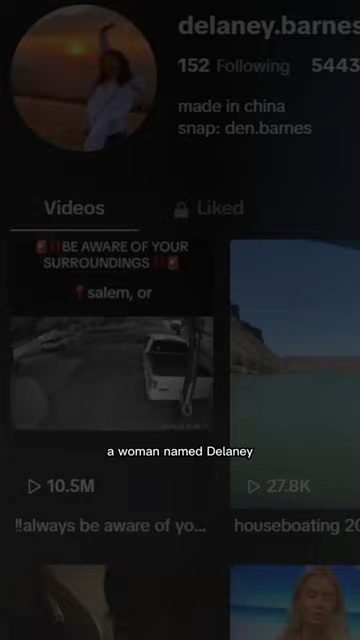 delaney.barnes
152 Following 5443
made in china
snap: den.barnes
Videos
Liked
🚨‼️BE AWARE OF YOUR
SURROUNDINGS‼️🚨
📍salem, or
a woman named Delaney
10.5M
27.8K
‼️always be aware of yo...
houseboating 20